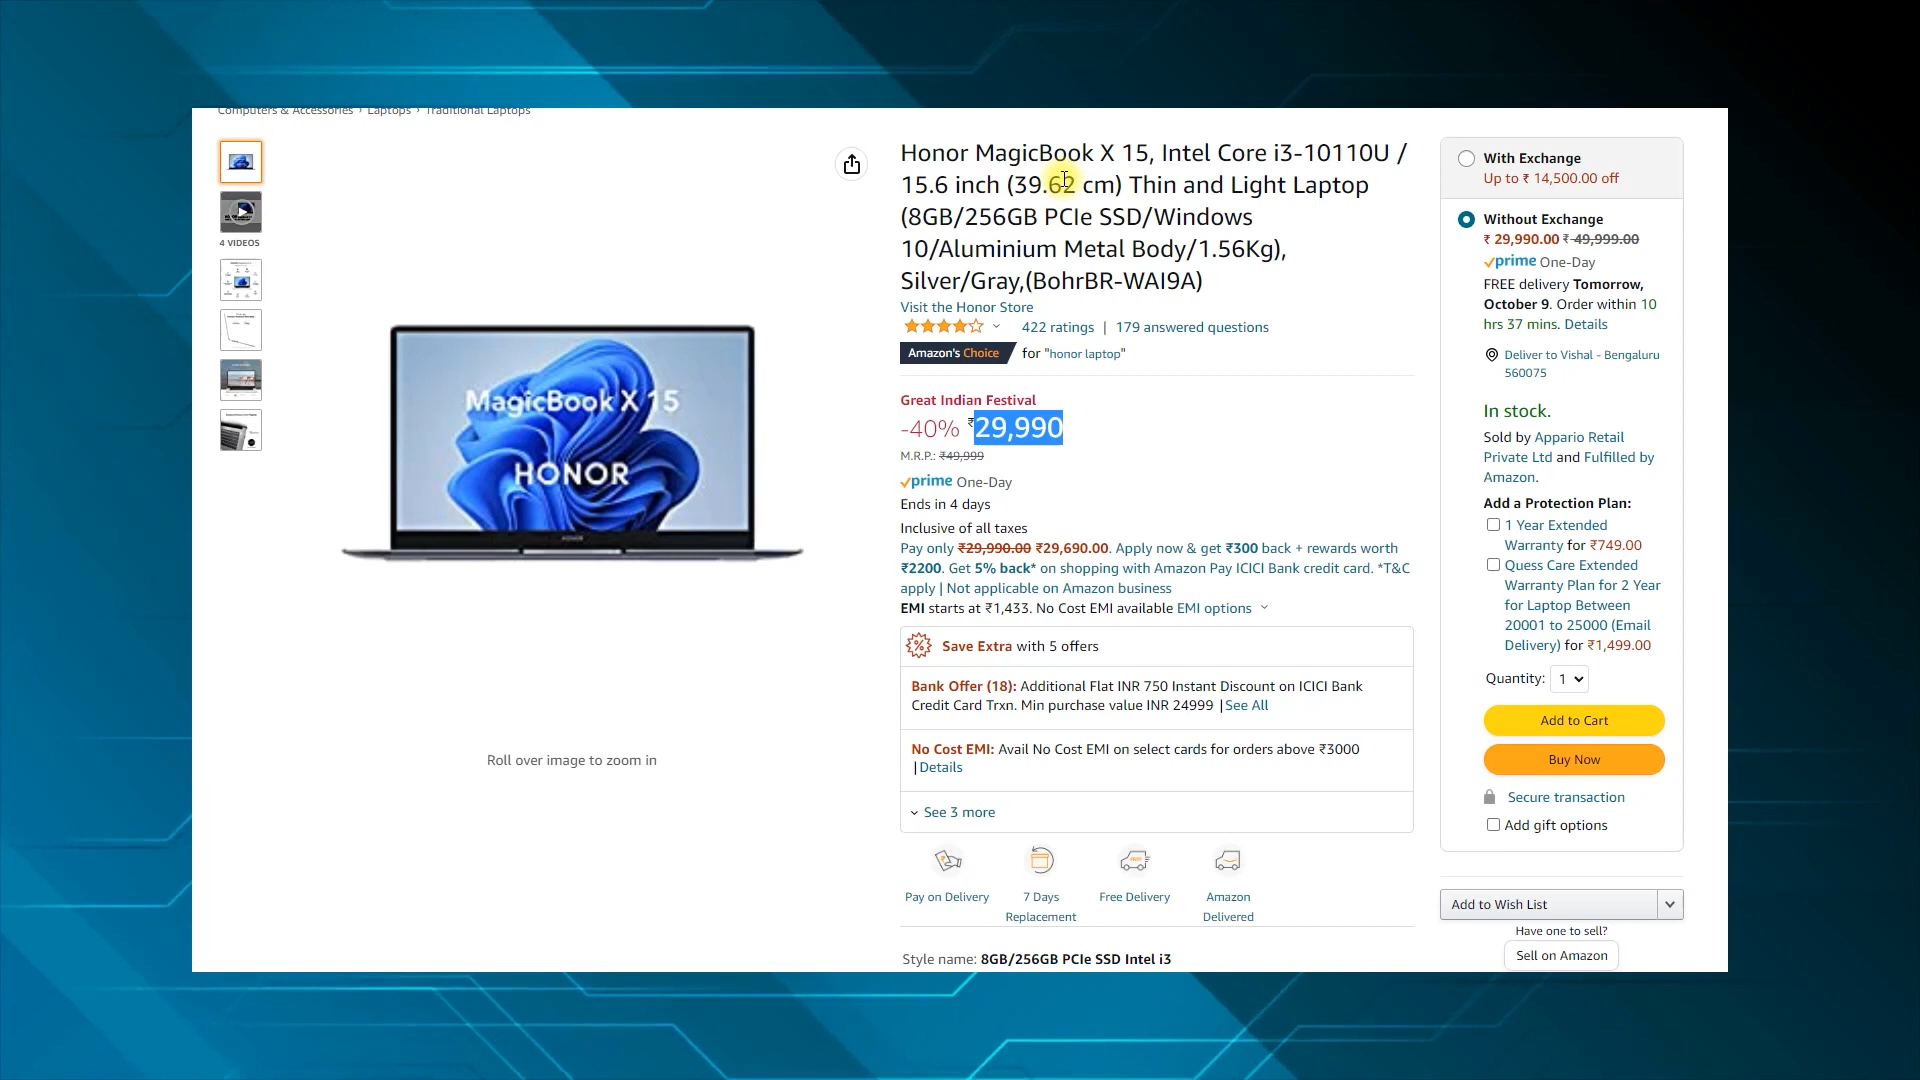 Computers & Accessories › Laptops › Traditional Laptops
4 VIDEOS
MagicBook X 15
HONOR
HONOR
Roll over image to zoom in
Honor MagicBook X 15, Intel Core i3-10110U /
15.6 inch (39.62 cm) Thin and Light Laptop
(8GB/256GB PCIe SSD/Windows
10/Aluminium Metal Body/1.56Kg),
Silver/Gray,(BohrBR-WAI9A)
Visit the Honor Store
422 ratings | 179 answered questions
Amazon's Choice for "honor laptop"
Great Indian Festival
-40% ₹29,990
M.R.P.: ₹49,999
prime One-Day
Ends in 4 days
Inclusive of all taxes
Pay only ₹29,990.00 ₹29,690.00. Apply now & get ₹300 back + rewards worth
₹2200. Get 5% back* on shopping with Amazon Pay ICICI Bank credit card. *T&C
apply | Not applicable on Amazon business
EMI starts at ₹1,433. No Cost EMI available EMI options
Save Extra with 5 offers
Bank Offer (18): Additional Flat INR 750 Instant Discount on ICICI Bank
Credit Card Trxn. Min purchase value INR 24999 | See All
No Cost EMI: Avail No Cost EMI on select cards for orders above ₹3000
| Details
See 3 more
Pay on Delivery
7 Days
Replacement
Free Delivery
Amazon
Delivered
Style name: 8GB/256GB PCIe SSD Intel i3
With Exchange
Up to ₹ 14,500.00 off
Without Exchange
₹ 29,990.00 ₹ 49,999.00
prime One-Day
FREE delivery Tomorrow,
October 9. Order within 10
hrs 37 mins. Details
Deliver to Vishal - Bengaluru
560075
In stock.
Sold by Appario Retail
Private Ltd and Fulfilled by
Amazon.
Add a Protection Plan:
1 Year Extended
Warranty for ₹749.00
Quess Care Extended
Warranty Plan for 2 Year
for Laptop Between
20001 to 25000 (Email
Delivery) for ₹1,499.00
Quantity: 1
Add to Cart
Buy Now
Secure transaction
Add gift options
Add to Wish List
Have one to sell?
Sell on Amazon